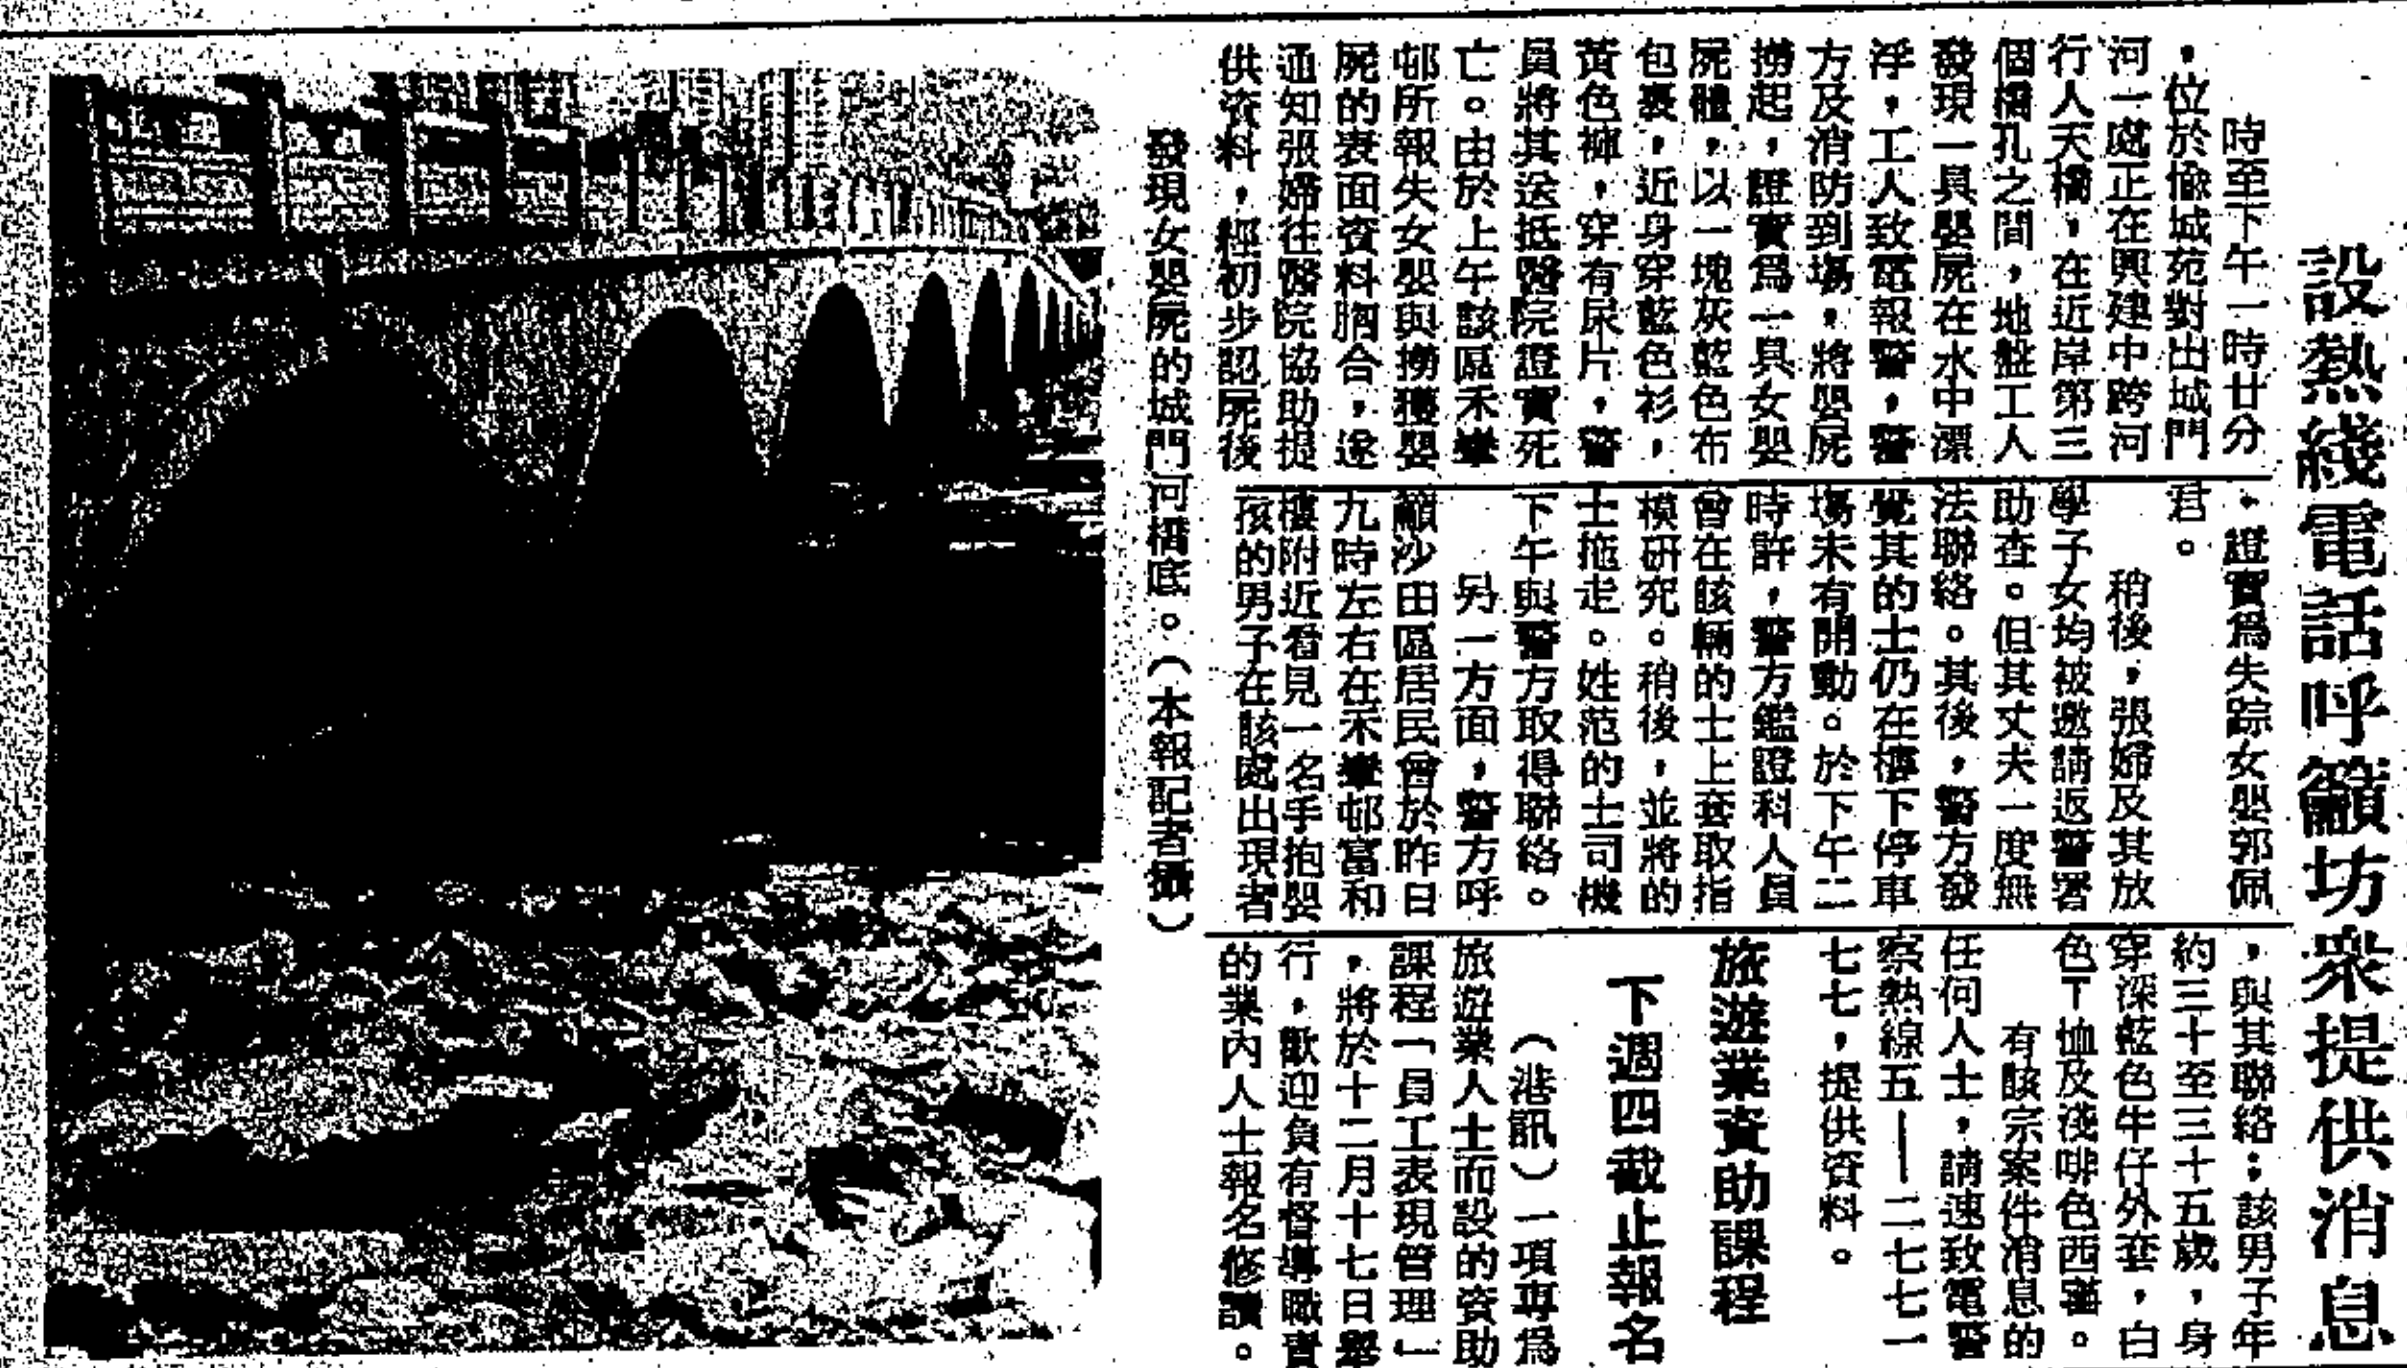 設熱綫電話呼籲坊衆提供消息
時至下午一時廿分
，位於愉城苑對出城門
河一處正在興建中跨河
行人天橋，在近岸第三
個橋孔之間，地盤工人
發現一具嬰屍在水中漂
浮，工人致電報警，警
方及消防到場，將嬰屍
撈起，證實爲一具女嬰
屍體，以一塊灰藍色布
包裹，近身穿藍色衫，
黃色褲，穿有尿片，警
員將其送抵醫院證實死
亡。由於上午該區禾輋
邨所報失女嬰與撈獲嬰
屍的表面資料脗合，遂
通知張婦往醫院協助提
供資料，經初步認屍後
，證實爲失踪女嬰郭佩
君。
稍後，張婦及其放
學子女均被邀請返警署
助查。但其丈夫一度無
法聯絡。其後，警方發
覺其的士仍在樓下停車
場未有開動。於下午二
時許，警方鑑證科人員
曾在該輛的士上套取指
模研究。稍後，並將的
士拖走。姓范的士司機
下午與警方取得聯絡。
另一方面，警方呼
籲沙田區居民曾於昨日
九時左右在禾輋邨富和
樓附近看見一名手抱嬰
孩的男子在該處出現者
，與其聯絡；該男子年
約三十至三十五歲，身
穿深藍色牛仔外套，白
色T恤及淺啡色西褲。
有該宗案件消息的
任何人士，請速致電警
察熱線五──二七七一
七七，提供資料。
發現女嬰屍的城門河橋底。（本報記者攝）
旅遊業資助課程
下週四截止報名
（港訊）一項專爲
旅遊業人士而設的資助
課程「員工表現管理」
，將於十二月十七日舉
行，歡迎負有督導職責
的業內人士報名修讀。